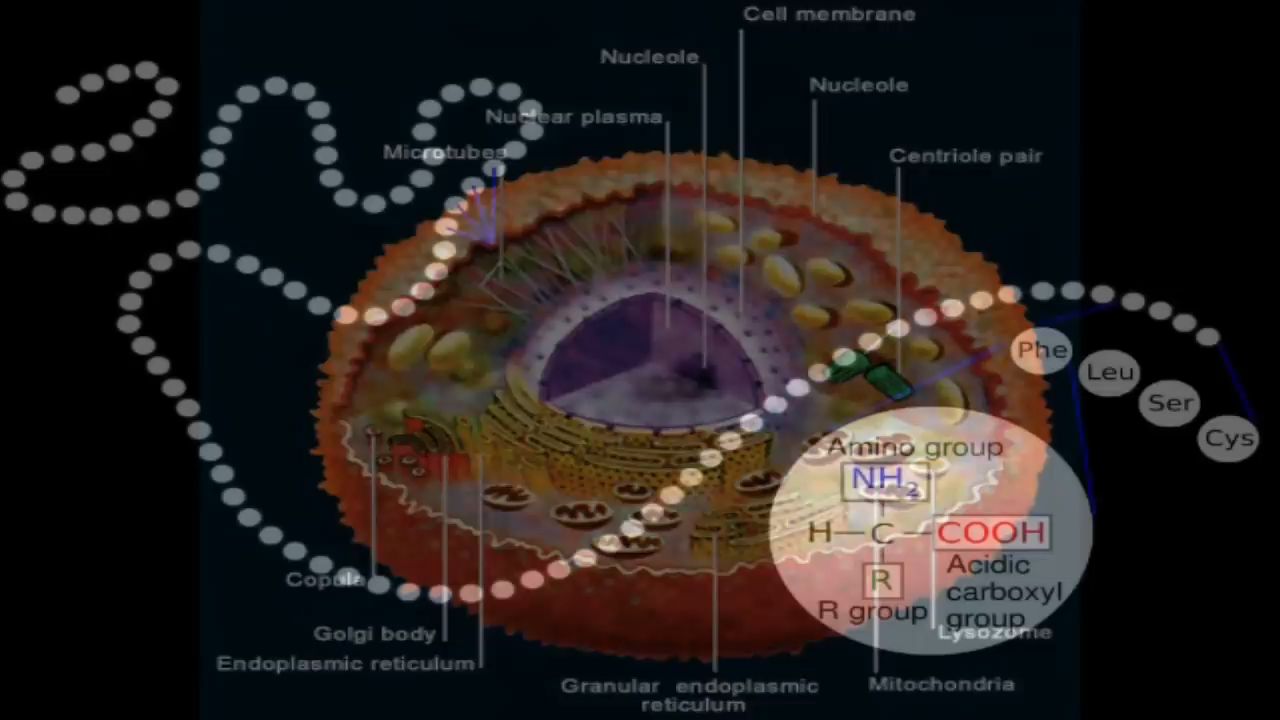 Cell membrane
Nucleole
Nucleole
Nuclear plasma
Microtubes
Centriole pair
Phe
Leu
Ser
Cys
Amino group
NH2
H—C—COOH
R
R group
Acidic
carboxyl
group
Copula
Golgi body
Endoplasmic reticulum
Lysozome
Granular endoplasmic
reticulum
Mitochondria